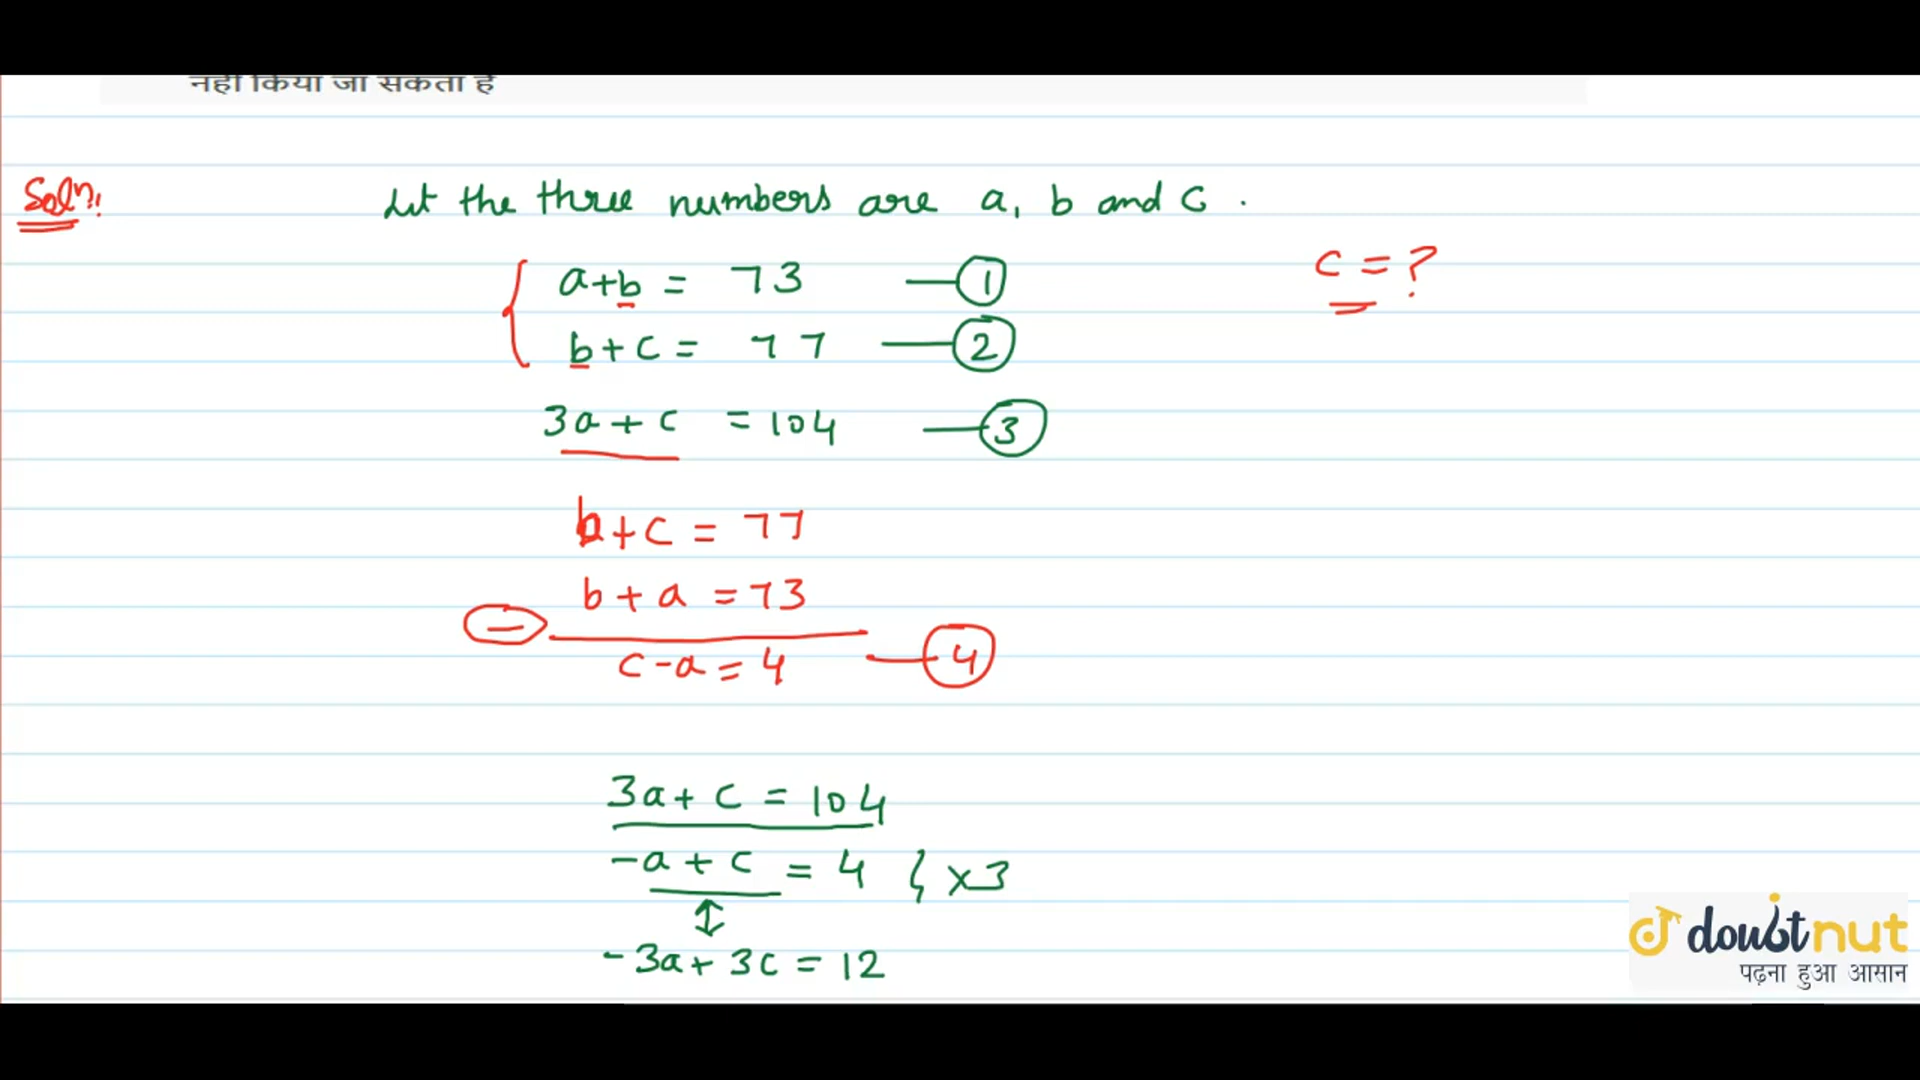 नहीं किया जा सकता है
Soln:
Let the three numbers are a, b and c.
a+b = 73 — 1
c = ?
b+c = 77 — 2
3a + c = 104 — 3
b+c = 77
b+a = 73
−
c-a = 4 — 4
3a+c = 104
-a+c = 4 } ×3
↕
-3a+3c = 12
doubtnut
पढ़ना हुआ आसान